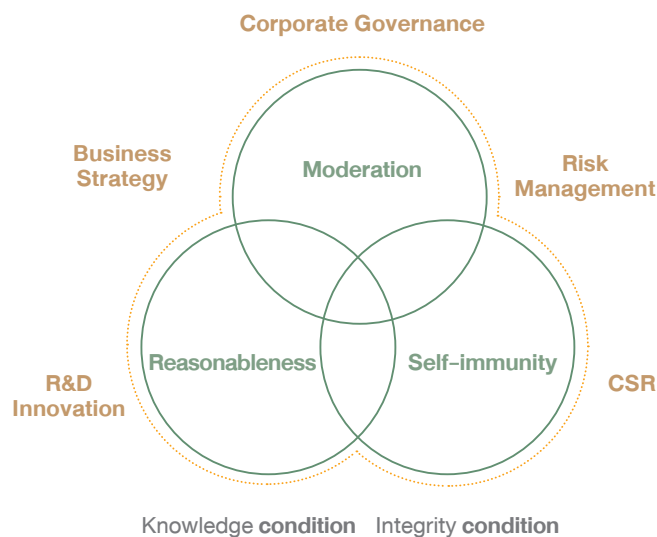 Corporate Governance
Business
Strategy
Moderation
Risk
Management
Reasonableness
Self-immunity
R&D
Innovation
CSR
Knowledge condition Integrity condition